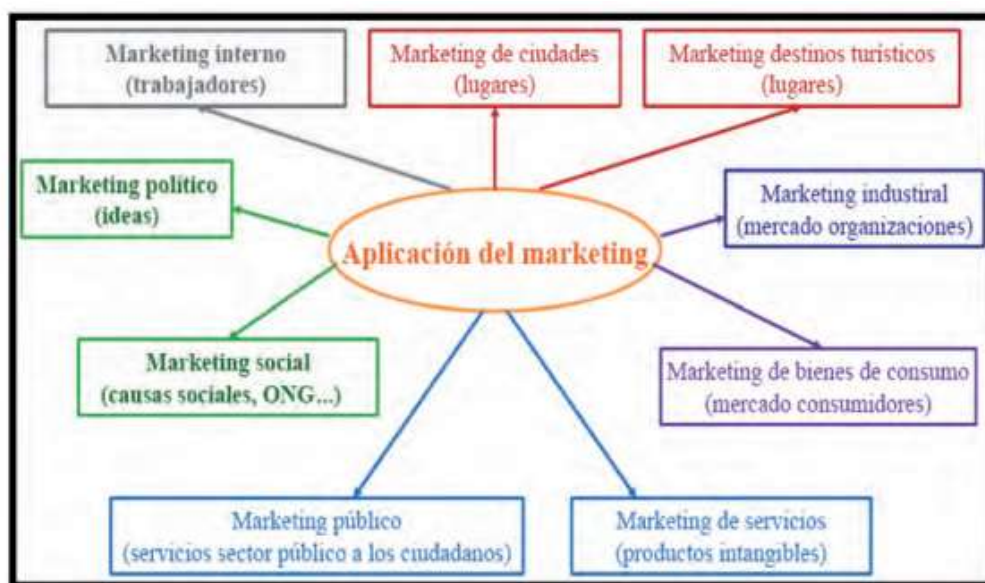 Marketing interno
(trabajadores)
Marketing de ciudades
(lugares)
Marketing destinos turísticos
(lugares)
Marketing político
(ideas)
Marketing industiral
(mercado organizaciones)
Aplicación del marketing
Marketing social
(causas sociales, ONG...)
Marketing de bienes de consumo
(mercado consumidores)
Marketing público
(servicios sector público a los ciudadanos)
Marketing de servicios
(productos intangibles)